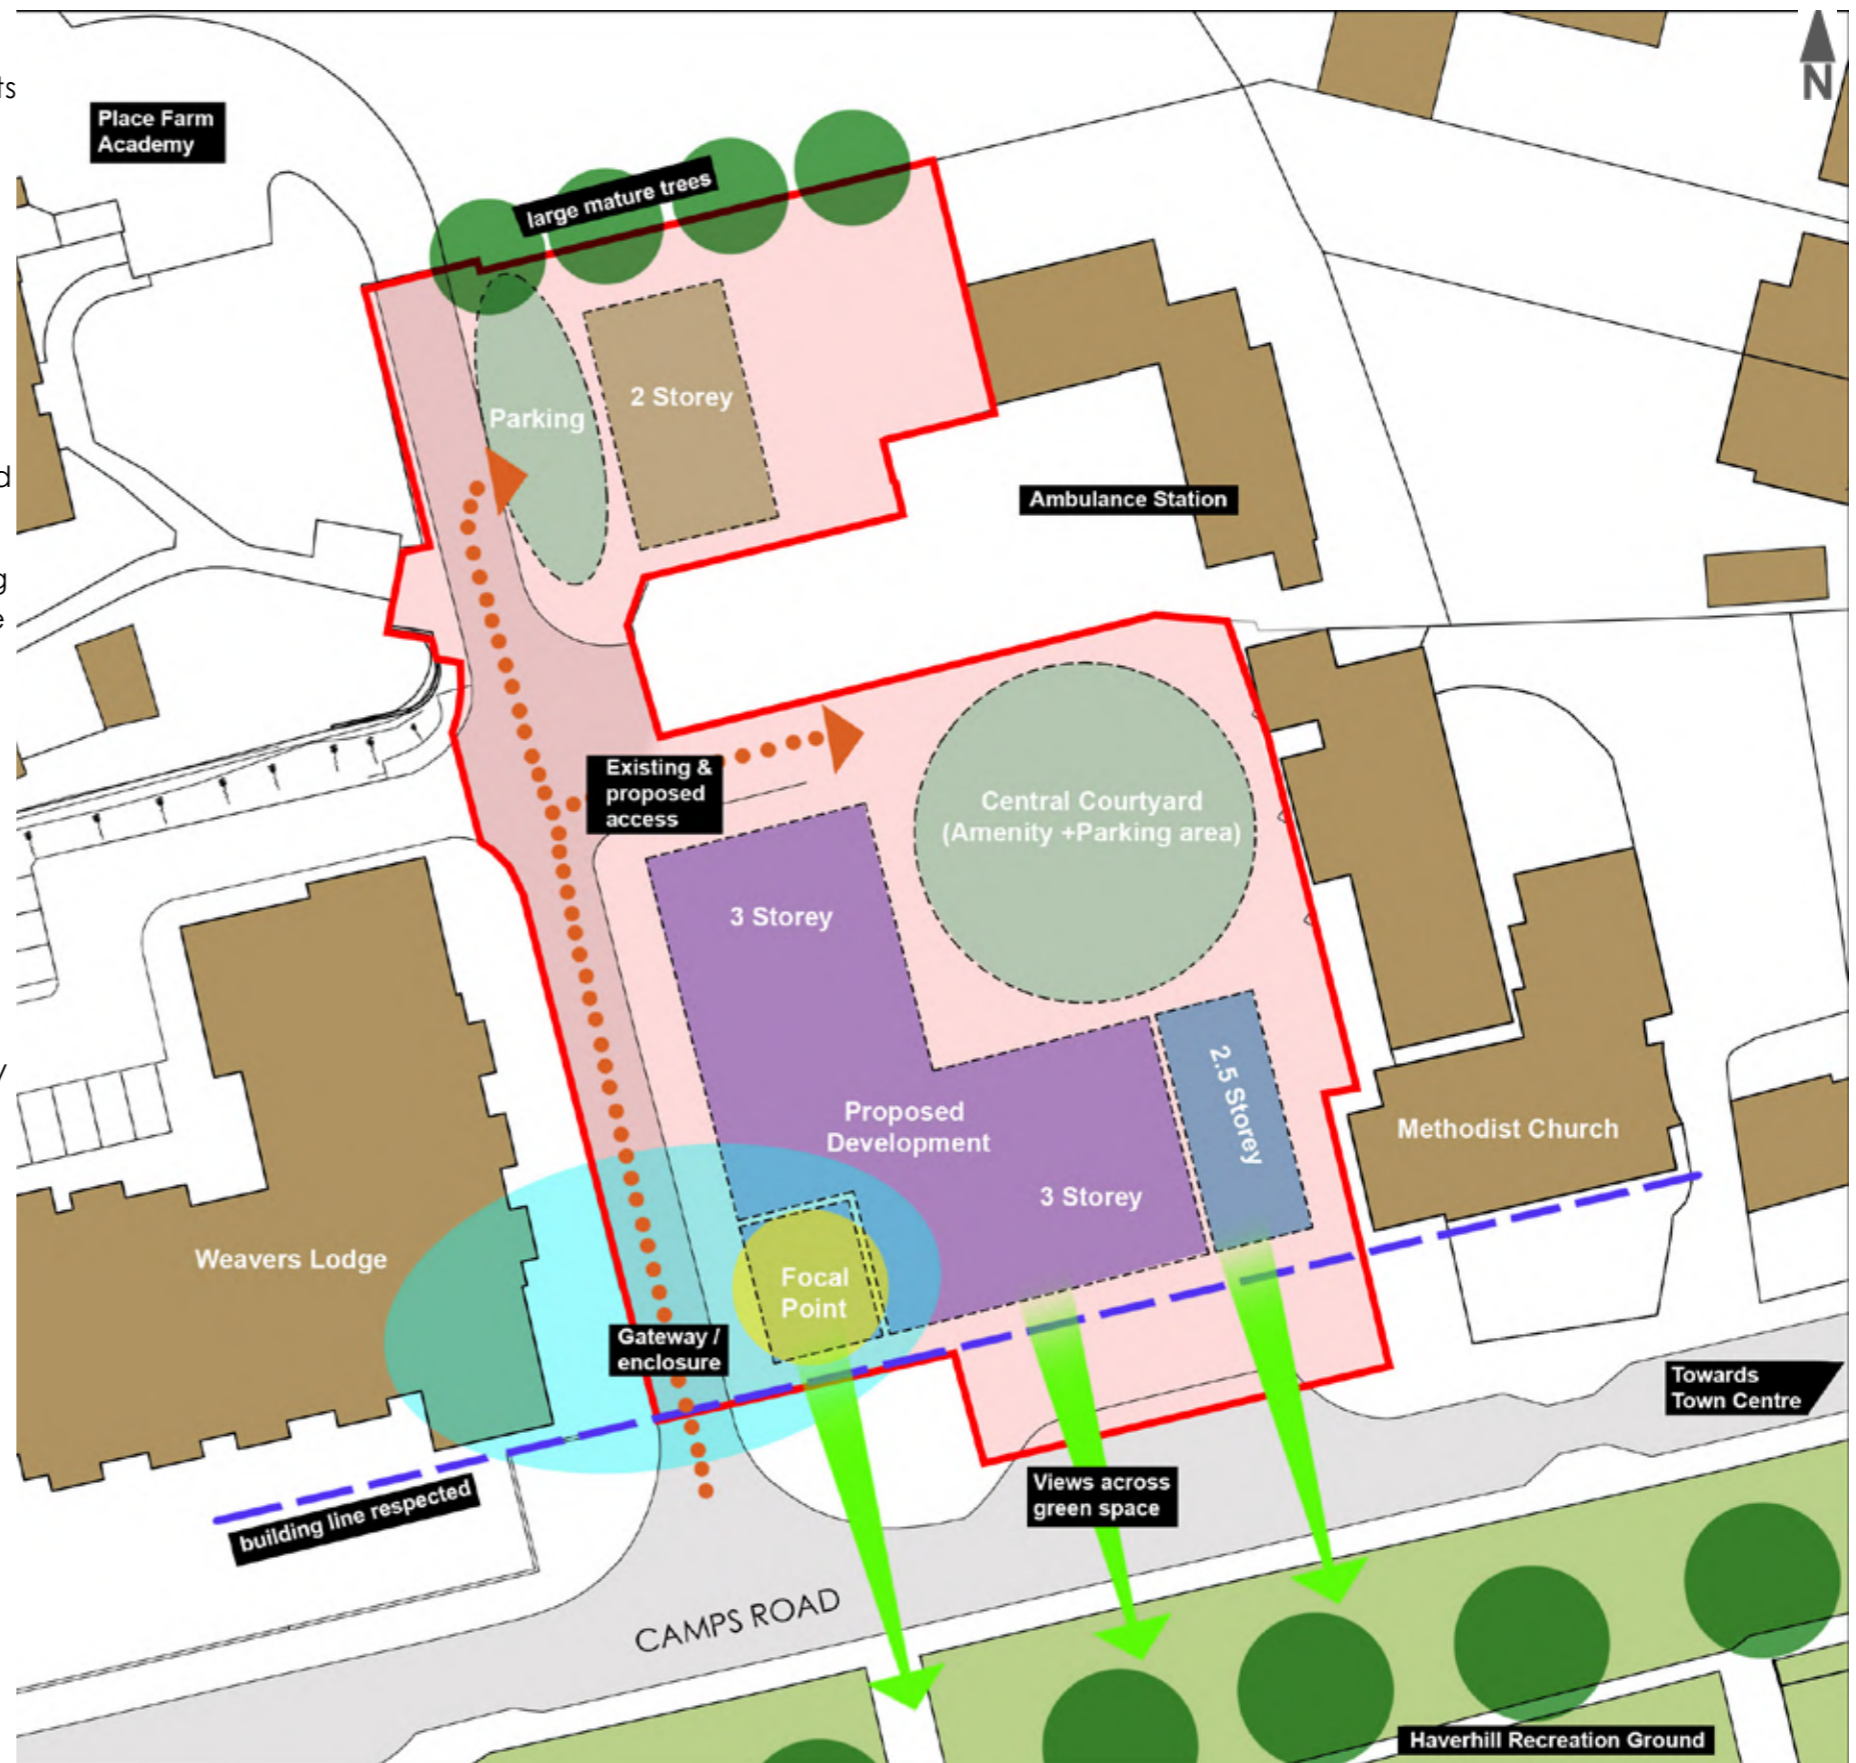 ts
N
Place Farm
Academy
large mature trees
2 Storey
Parking
d
Ambulance Station
g
e
Existing &
proposed
access
Central Courtyard
(Amenity +Parking area)
3 Storey
y
2.5 Storey
Proposed
Development
Methodist Church
3 Storey
Weavers Lodge
Focal
Point
Gateway /
enclosure
Towards
Town Centre
Views across
green space
building line respected
CAMPS ROAD
Haverhill Recreation Ground